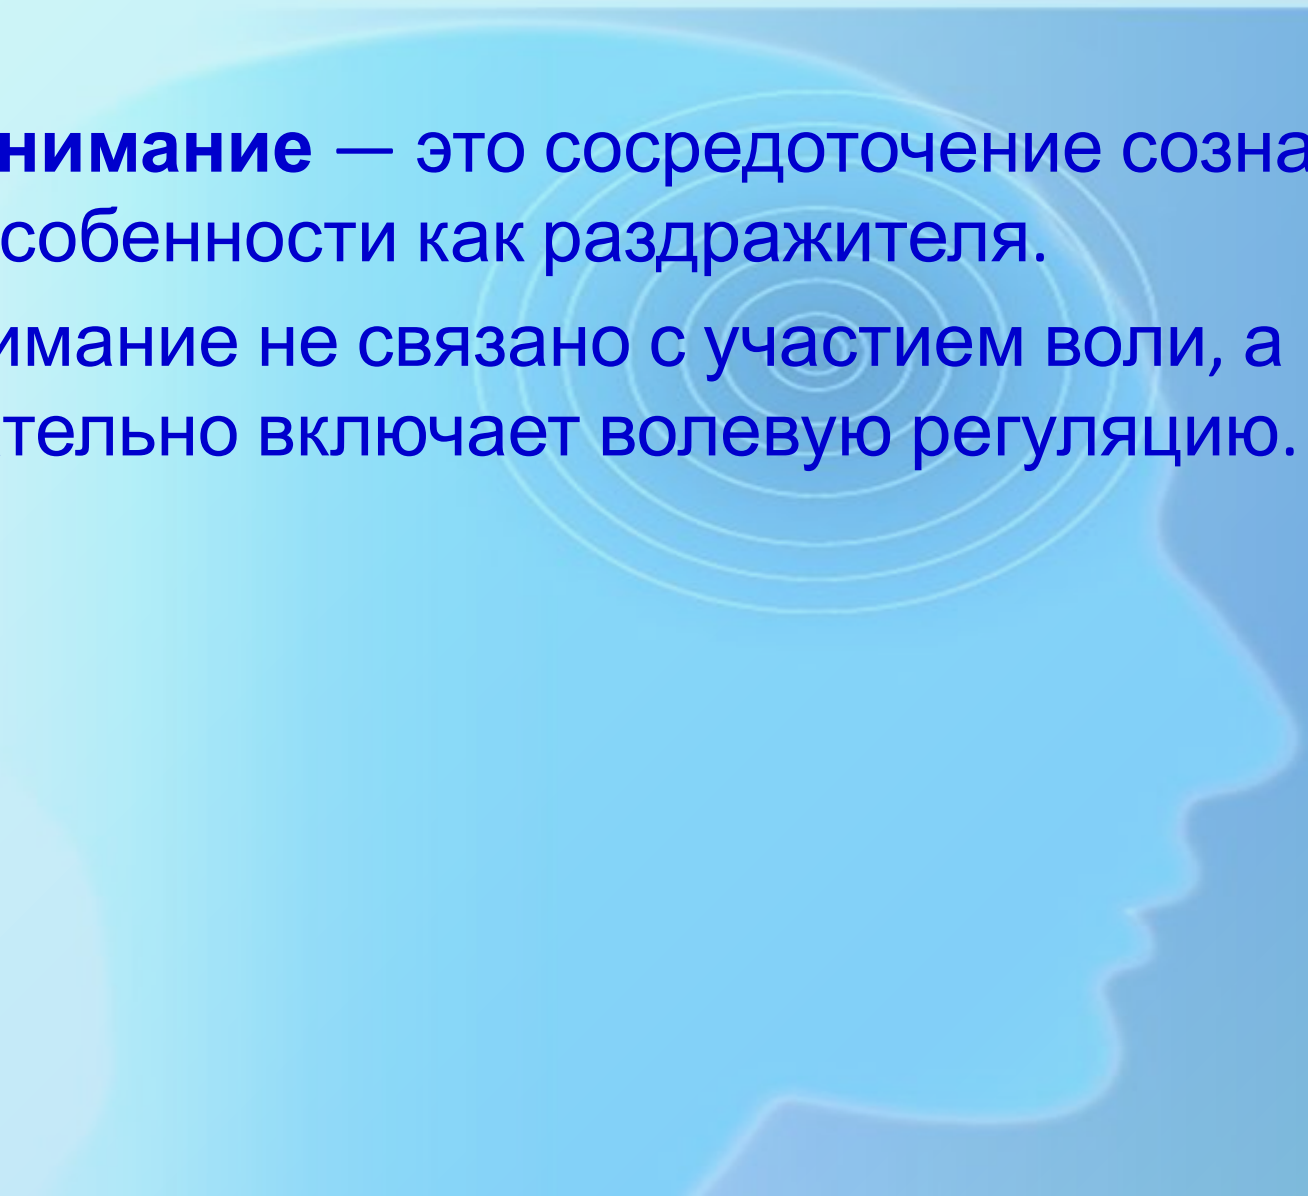 нимание — это сосредоточение созна
собенности как раздражителя.
имание не связано с участием воли, а
тельно включает волевую регуляцию.